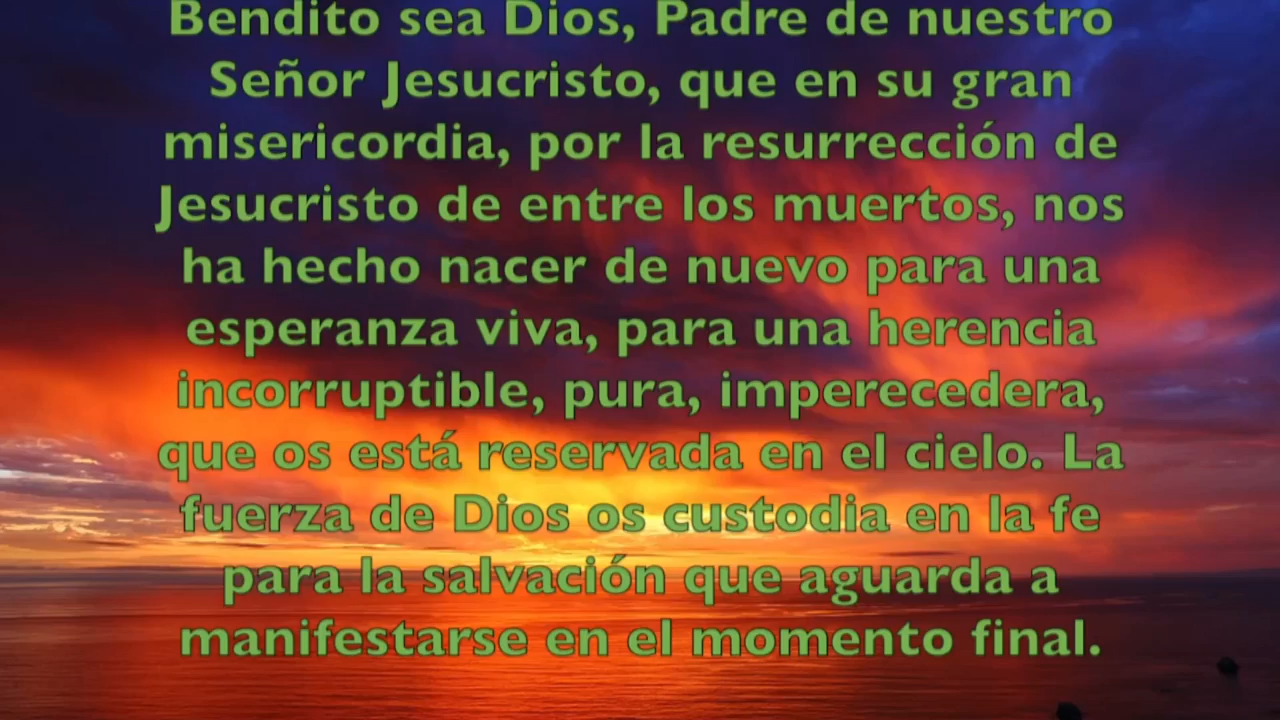 Bendito sea Dios, Padre de nuestro
Señor Jesucristo, que en su gran
misericordia, por la resurrección de
Jesucristo de entre los muertos, nos
ha hecho nacer de nuevo para una
esperanza viva, para una herencia
incorruptible, pura, imperecedera,
que os está reservada en el cielo. La
fuerza de Dios os custodia en la fe
para la salvación que aguarda a
manifestarse en el momento final.